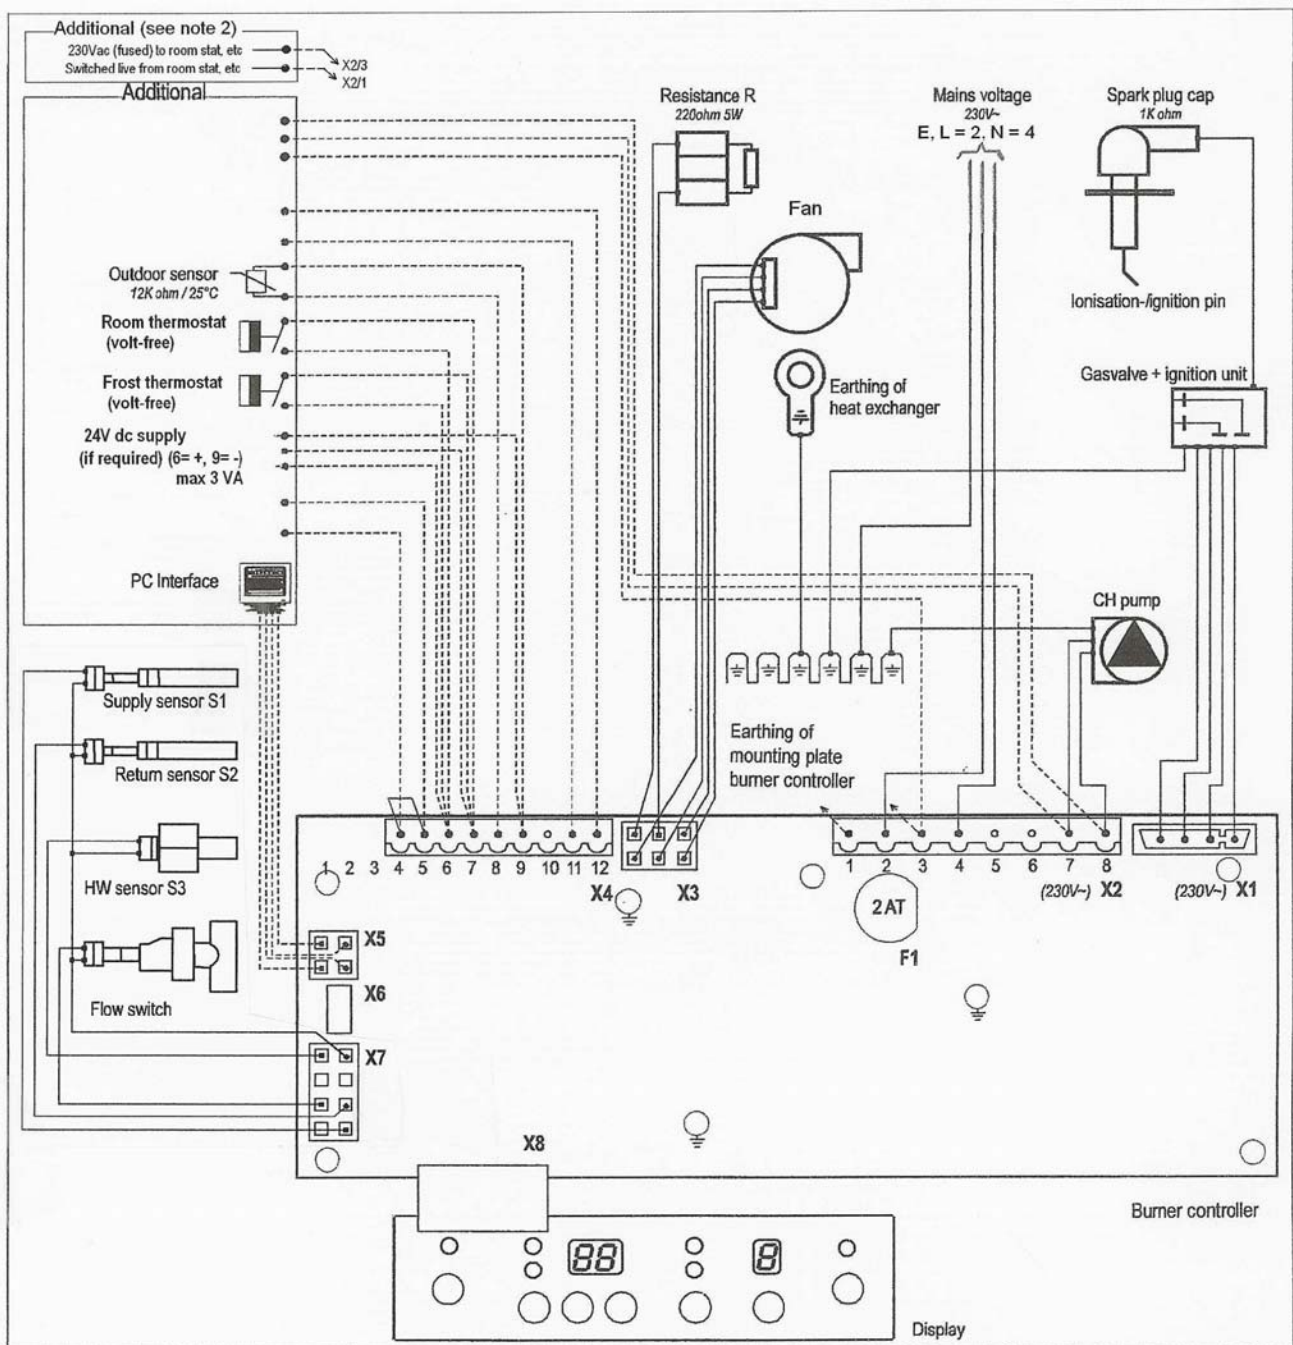 Additional (see note 2)
230Vac (fused) to room stat, etc
X2/3
Switched live from room stat, etc
X2/1
Additional
Resistance R
220ohm 5W
Mains voltage
230V~
E, L = 2, N = 4
Spark plug cap
1K ohm
Fan
Outdoor sensor
12K ohm / 25°C
Ionisation-/ignition pin
Room thermostat
(volt-free)
Frost thermostat
(volt-free)
Earthing of
heat exchanger
Gasvalve + ignition unit
24V dc supply
(if required) (6= +, 9= -)
max 3 VA
PC Interface
CH pump
Supply sensor S1
Return sensor S2
Earthing of
mounting plate
burner controller
HW sensor S3
1 2 3 4 5 6 7 8 9 10 11 12
X4
X3
1 2 3 4 5 6 7 8
(230V~) X2
(230V~) X1
2AT
F1
X5
X6
Flow switch
X7
X8
Burner controller
88
8
Display